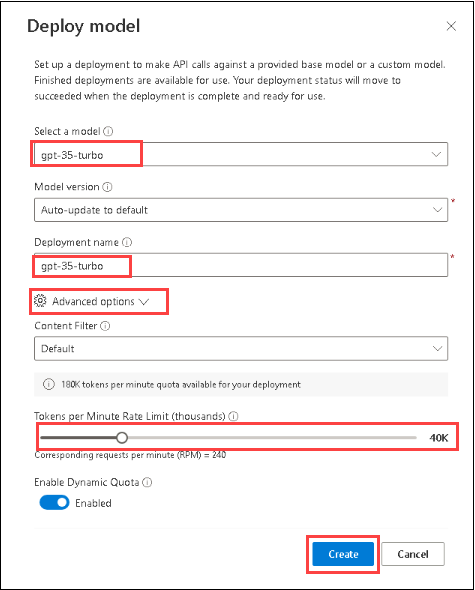 Deploy model
Set up a deployment to make API calls against a provided base model or a custom model.
Finished deployments are available for use. Your deployment status will move to
succeeded when the deployment is complete and ready for use.
Select a model
gpt-35-turbo
Model version
Auto-update to default
*
Deployment name
gpt-35-turbo
*
Advanced options
Content Filter
Default
180K tokens per minute quota available for your deployment
Tokens per Minute Rate Limit (thousands)
40K
Corresponding requests per minute (RPM) = 240
Enable Dynamic Quota
Enabled
Create Cancel